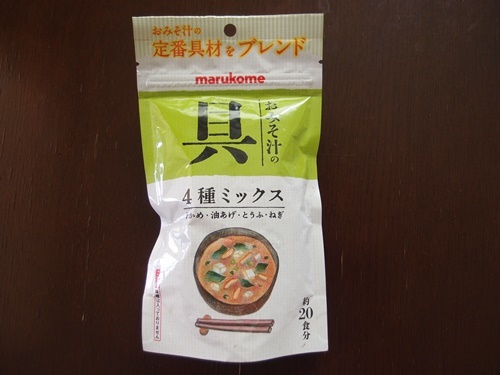 おみそ汁の
定番具材をブレンド
marukome
おみそ汁の
具
4種ミックス
わかめ・油あげ・とうふ・ねぎ
約20食分